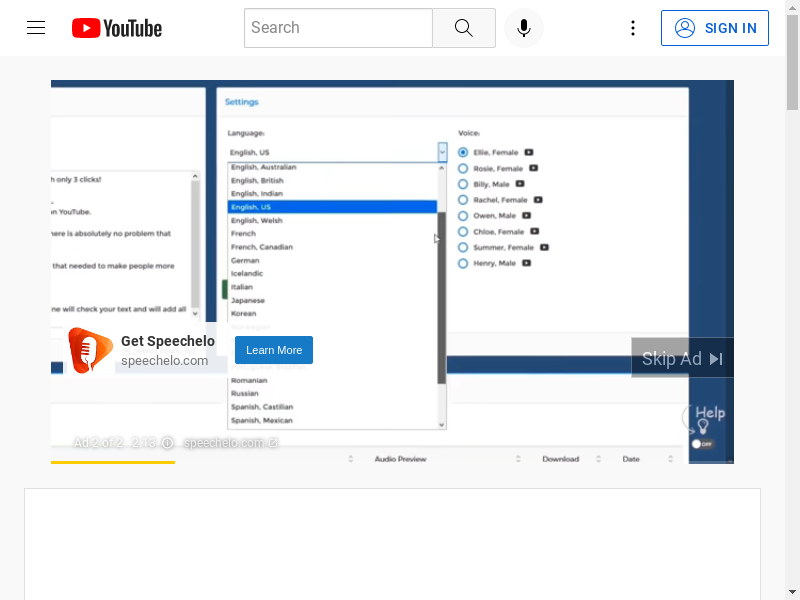 YouTube
Search
SIGN IN
Settings
Language:
Voice:
English, US
English, Australian
English, British
English, Indian
English, US
English, Welsh
French
French, Canadian
German
Icelandic
Italian
Japanese
Korean
Romanian
Russian
Spanish, Castilian
Spanish, Mexican
Ellie, Female
Rosie, Female
Billy, Male
Rachel, Female
Owen, Male
Chloe, Female
Summer, Female
Henry, Male
h only 3 clicks!
on YouTube.
here is absolutely no problem that
that needed to make people more
ne will check your text and will add all
Get Speechelo
speechelo.com
Learn More
Skip Ad
Help
OFF
Ad 2 of 2 · 2:13
speechelo.com
Audio Preview
Download
Date